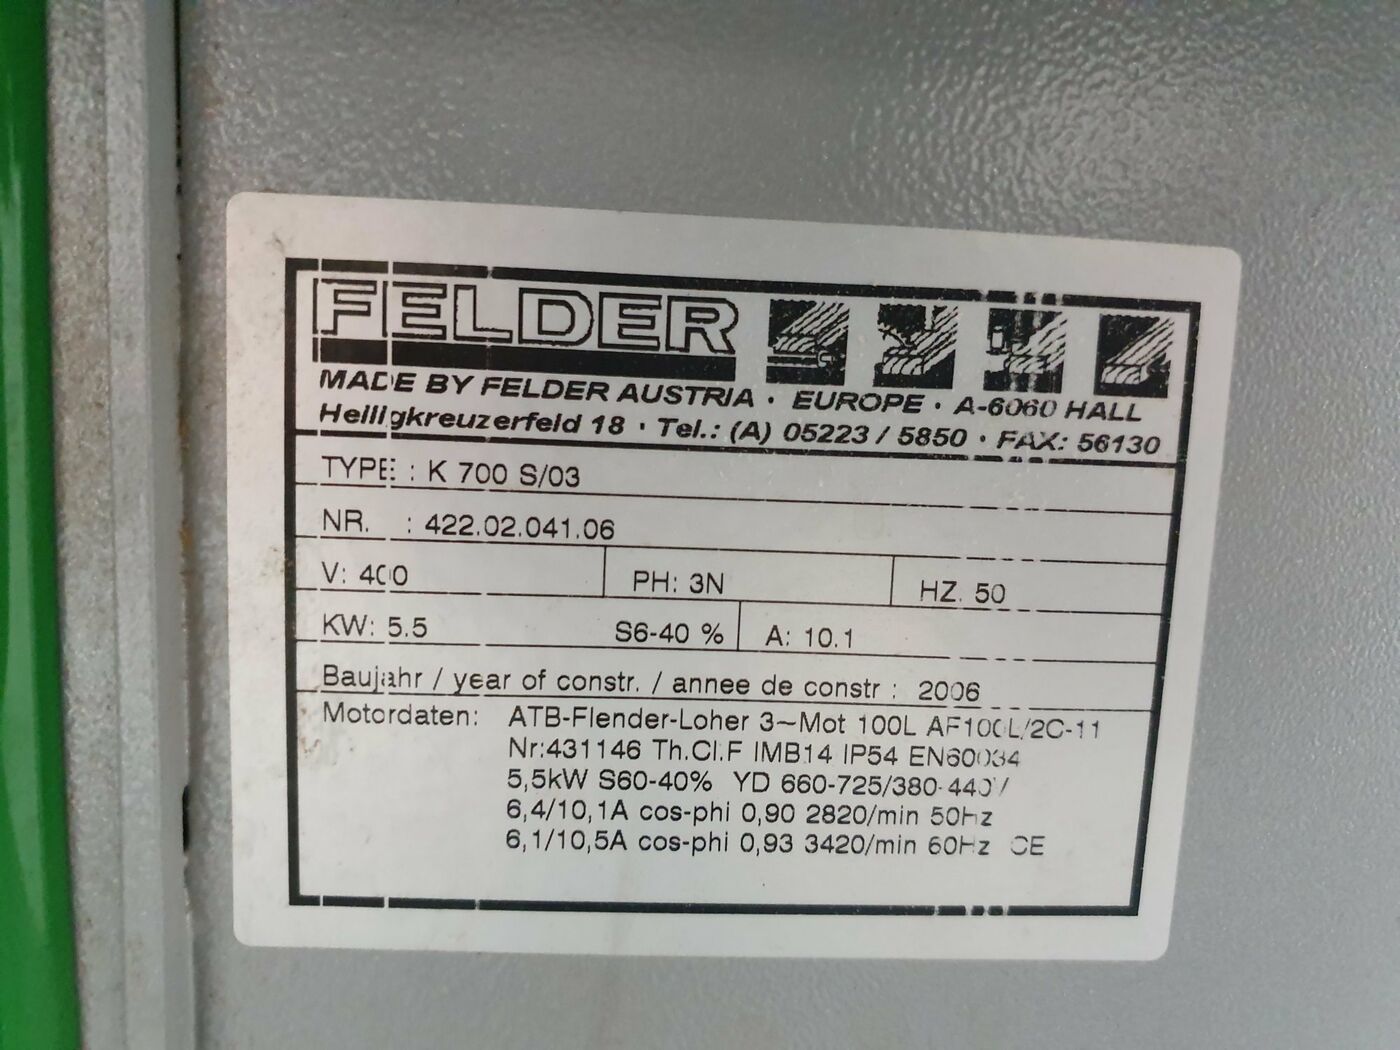 FELDER
MADE BY FELDER AUSTRIA · EUROPE · A-6060 HALL
Heiligkreuzerfeld 18 · Tel.: (A) 05223 / 5850 · FAX: 56130
TYPE : K 700 S/03
NR. : 422.02.041.06
V: 400 PH: 3N HZ. 50
KW: 5.5 S6-40 % A: 10.1
Baujahr / year of constr. / annee de constr : 2006
Motordaten: ATB-Flender-Loher 3~Mot 100L AF100L/2C-11
Nr:431146 Th.Cl.F IMB14 IP54 EN60034
5,5kW S60-40% YD 660-725/380-440V
6,4/10,1A cos-phi 0,90 2820/min 50Hz
6,1/10,5A cos-phi 0,93 3420/min 60Hz CE